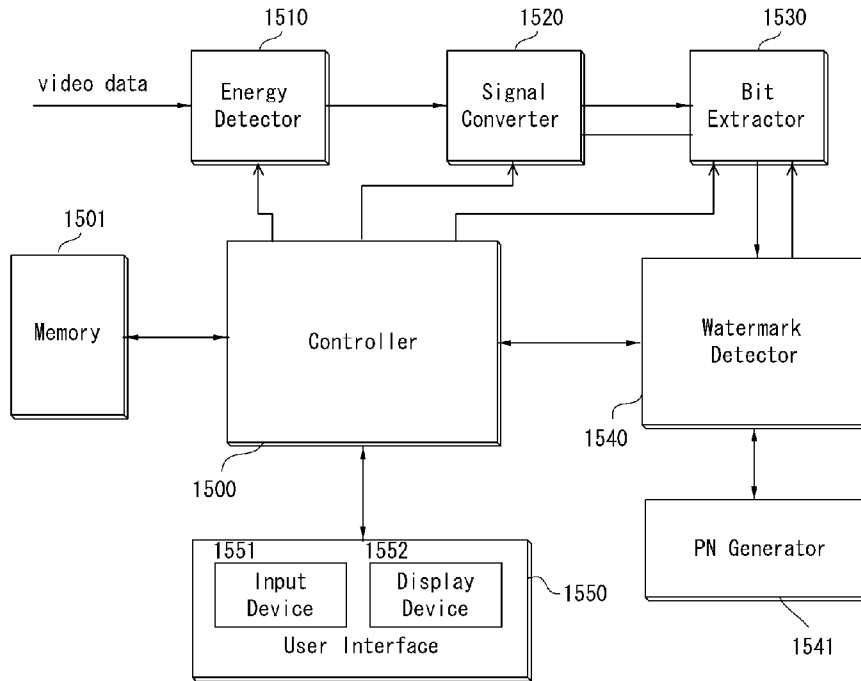 1510
1520
1530
video data
Energy
Detector
Signal
Converter
Bit
Extractor
1501
Memory
Controller
Watermark
Detector
1500
1540
1551
1552
Input
Device
Display
Device
User Interface
1550
PN Generator
1541